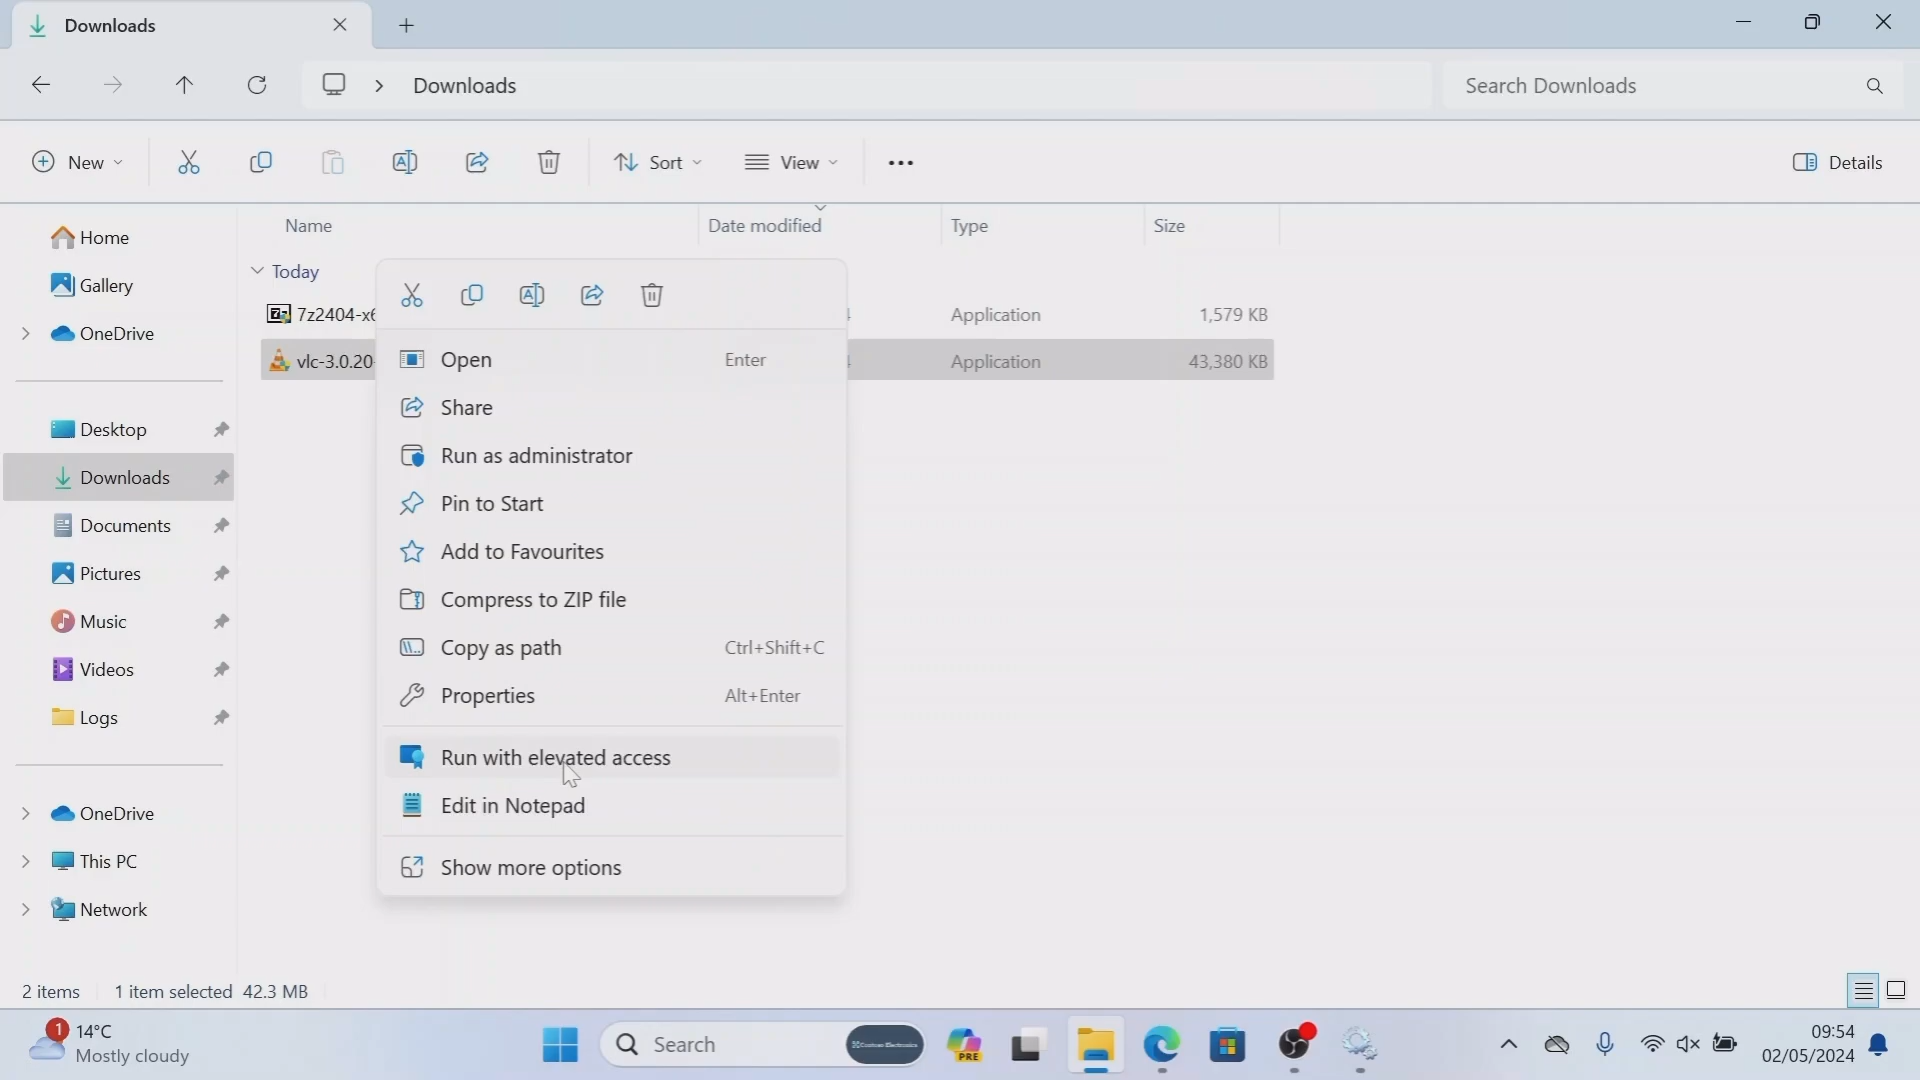 Downloads
Downloads
Search Downloads
New
Sort
View
Details
Name
Date modified
Type
Size
Home
Gallery
OneDrive
Desktop
Downloads
Documents
Pictures
Music
Videos
Logs
OneDrive
This PC
Network
Today
7z2404-x6
Application
1,579 KB
vlc-3.0.20-
Application
43,380 KB
Open
Enter
Share
Run as administrator
Pin to Start
Add to Favourites
Compress to ZIP file
Copy as path
Ctrl+Shift+C
Properties
Alt+Enter
Run with elevated access
Edit in Notepad
Show more options
2 items
1 item selected 42.3 MB
1
14°C
Mostly cloudy
Search
Contoso Electronics
PRE
09:54
02/05/2024